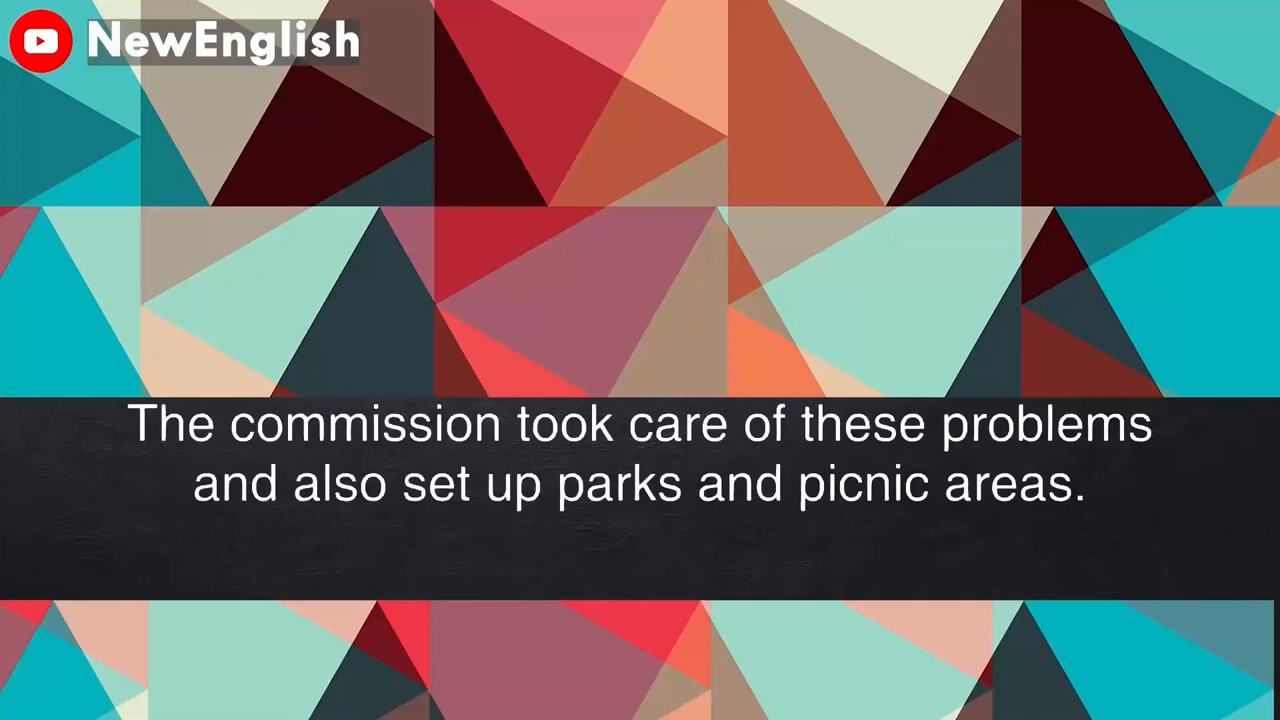 NewEnglish
The commission took care of these problems
and also set up parks and picnic areas.